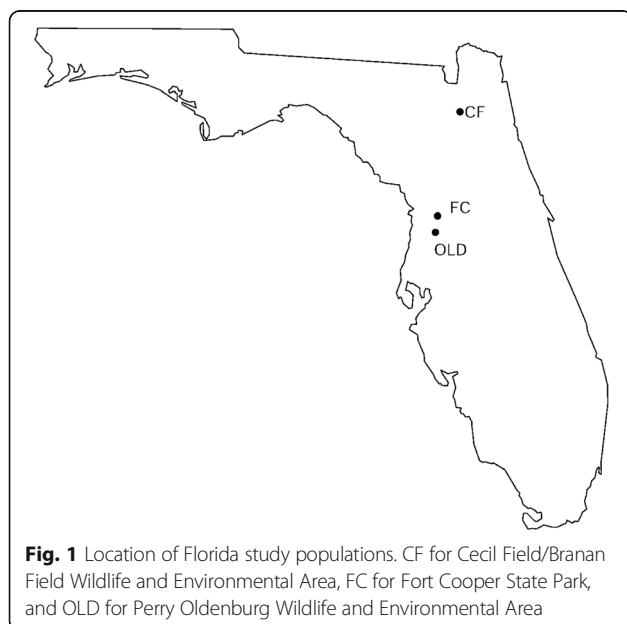 CF
FC
OLD
Fig. 1 Location of Florida study populations. CF for Cecil Field/Branan
Field Wildlife and Environmental Area, FC for Fort Cooper State Park,
and OLD for Perry Oldenburg Wildlife and Environmental Area